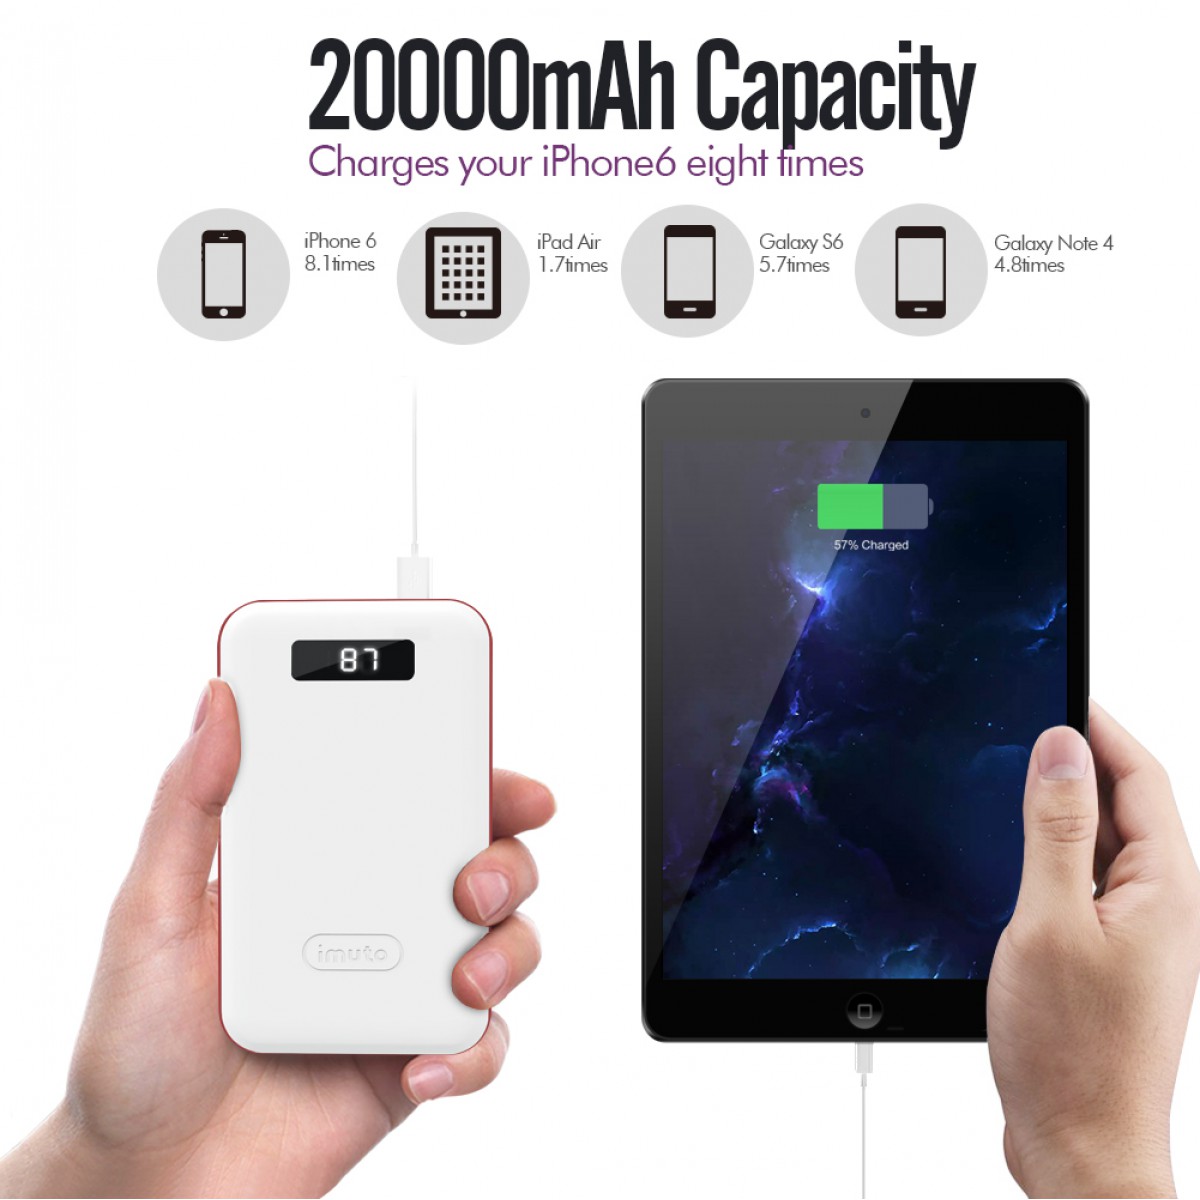 20000mAh Capacity
Charges your iPhone6 eight times
iPhone 6
8.1times
iPad Air
1.7times
Galaxy S6
5.7times
Galaxy Note 4
4.8times
57% Charged
87
imuto